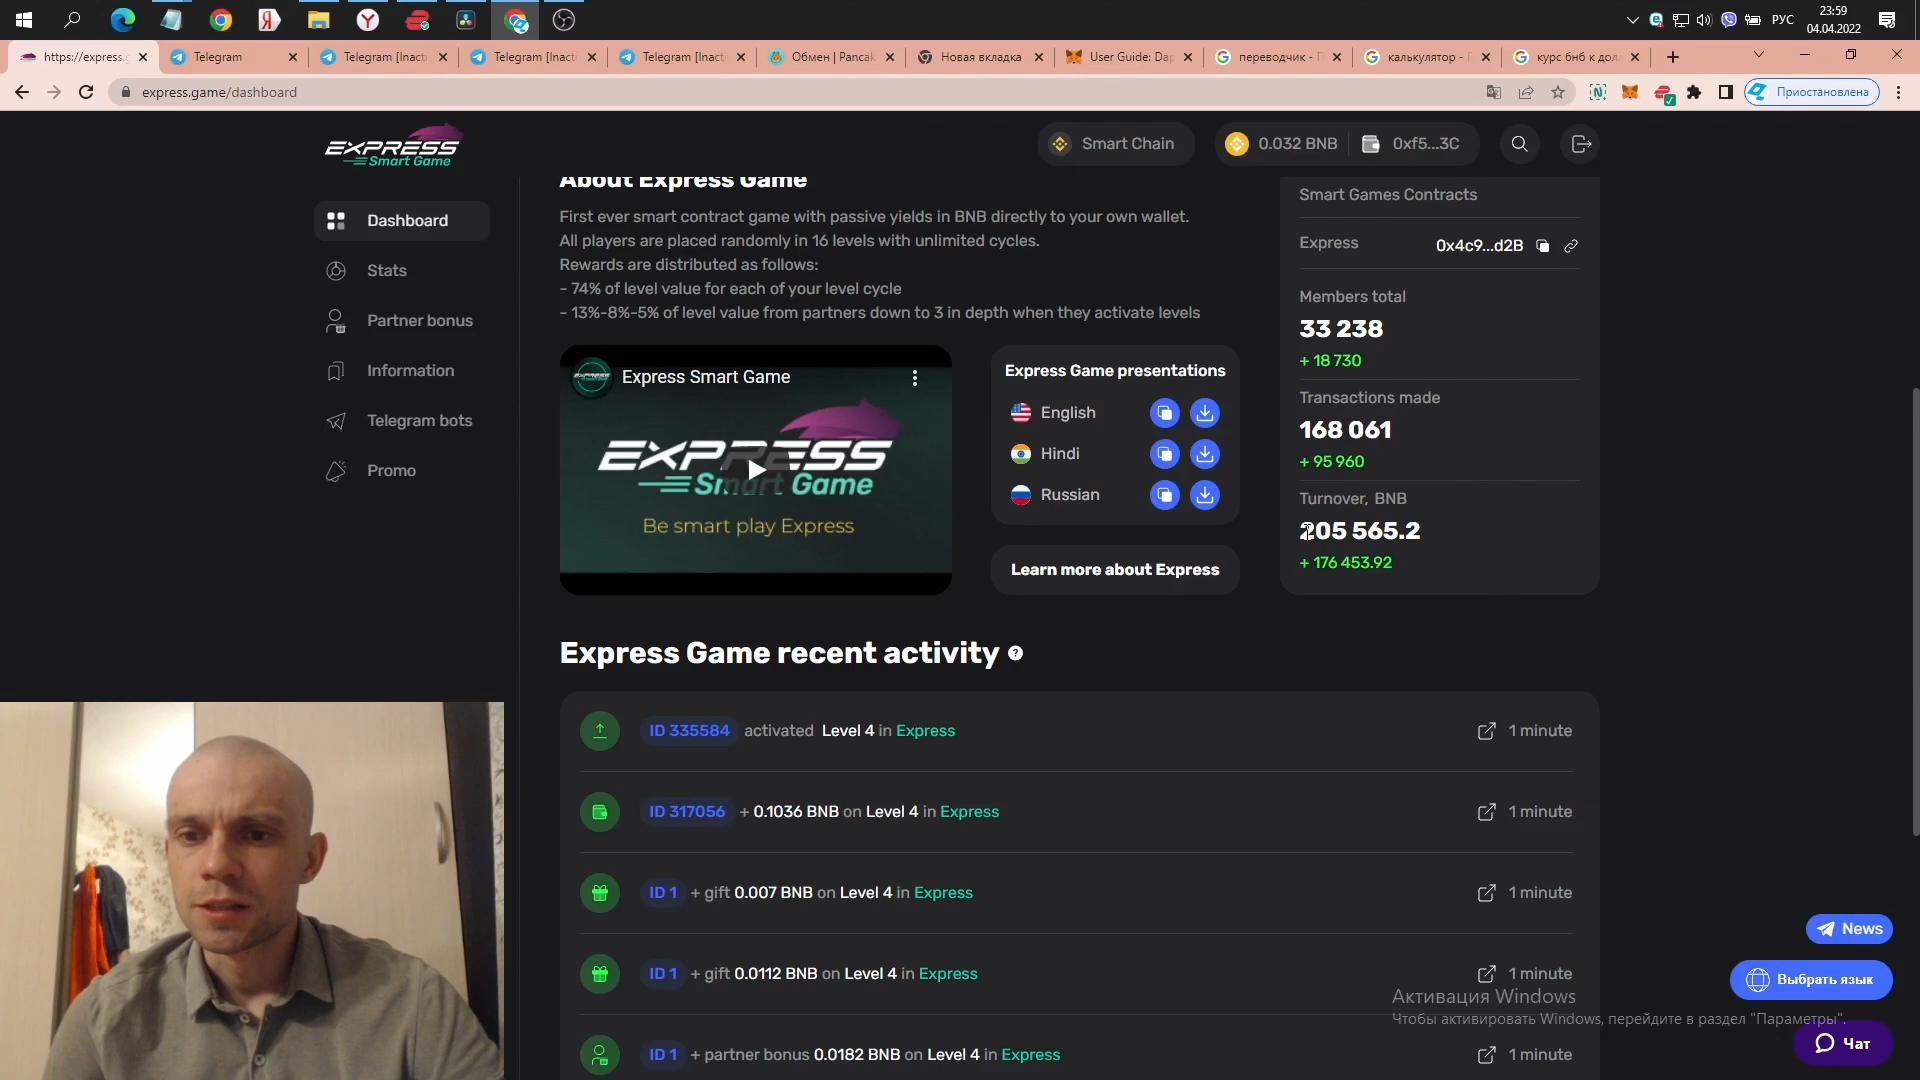 РУС
23:59
04.04.2022
https://express.g
Telegram
Telegram [Inacti
Telegram [Inacti
Telegram [Inacti
Обмен | Pancak
Новая вкладка
User Guide: Dap
переводчик - П
калькулятор - Г
курс бнб к дол
express.game/dashboard
Приостановлена
EXPRESS
Smart Game
Smart Chain
0.032 BNB
0xf5...3C
Dashboard
Stats
Partner bonus
Information
Telegram bots
Promo
About Express Game
First ever smart contract game with passive yields in BNB directly to your own wallet.
All players are placed randomly in 16 levels with unlimited cycles.
Rewards are distributed as follows:
- 74% of level value for each of your level cycle
- 13%-8%-5% of level value from partners down to 3 in depth when they activate levels
Express Smart Game
EXPRESS
Smart Game
Be smart play Express
Express Game presentations
English
Hindi
Russian
Learn more about Express
Smart Games Contracts
Express 0x4c9...d2B
Members total
33 238
+ 18 730
Transactions made
168 061
+ 95 960
Turnover, BNB
205 565.2
+ 176 453.92
Express Game recent activity ?
ID 335584 activated Level 4 in Express 1 minute
ID 317056 + 0.1036 BNB on Level 4 in Express 1 minute
ID 1 + gift 0.007 BNB on Level 4 in Express 1 minute
ID 1 + gift 0.0112 BNB on Level 4 in Express 1 minute
ID 1 + partner bonus 0.0182 BNB on Level 4 in Express 1 minute
News
Выбрать язык
Чат
Активация Windows
Чтобы активировать Windows, перейдите в раздел "Параметры".